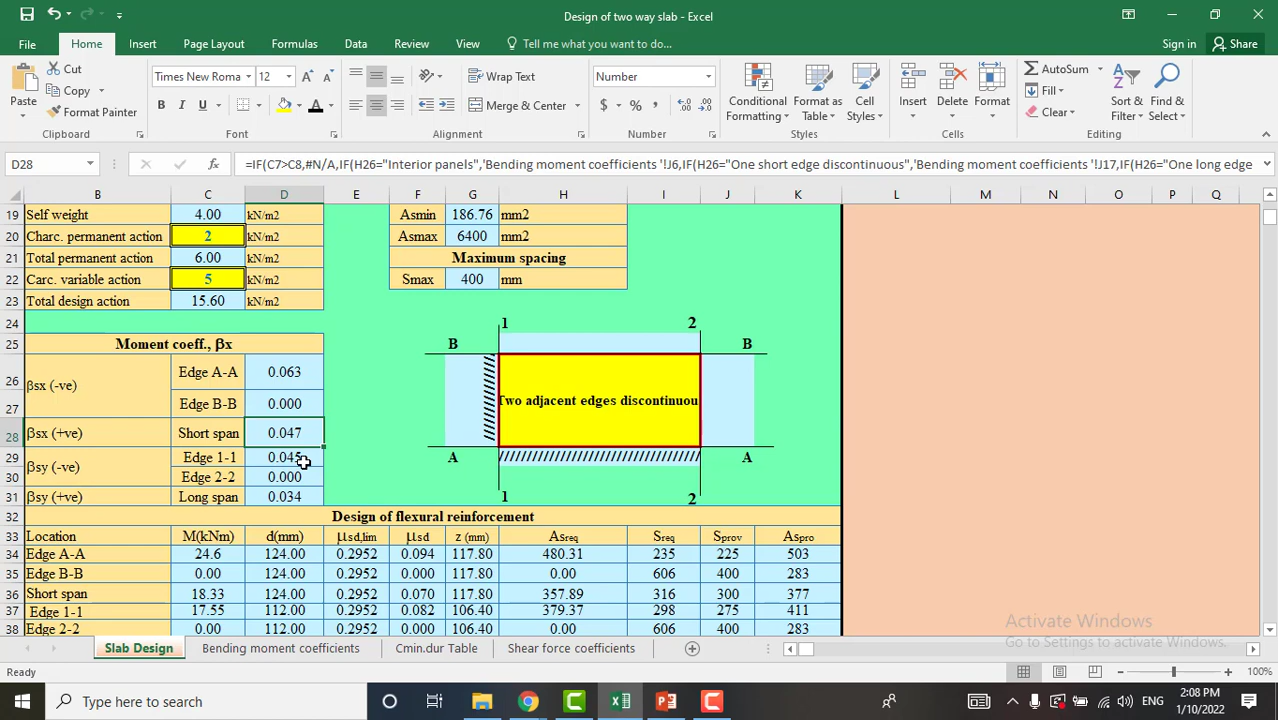 Design of two way slab - Excel
File Home Insert Page Layout Formulas Data Review View Tell me what you want to do... Sign in Share
Paste Cut Copy Format Painter
Times New Roma 12
B I U A
Wrap Text
Merge & Center
Number
$ % ,
Conditional Formatting Format as Table Cell Styles
Insert Delete Format
AutoSum Fill Clear
Sort & Filter Find & Select
Clipboard Font Alignment Number Styles Cells Editing
D28 fx =IF(C7>C8,#N/A,IF(H26="Interior panels",'Bending moment coefficients '!J6,IF(H26="One short edge discontinuous",'Bending moment coefficients '!J17,IF(H26="One long edge
B C D E F G H I J K L M N O P Q
19 Self weight 4.00 kN/m2 Asmin 186.76 mm2
20 Charc. permanent action 2 kN/m2 Asmax 6400 mm2
21 Total permanent action 6.00 kN/m2 Maximum spacing
22 Carc. variable action 5 kN/m2 Smax 400 mm
23 Total design action 15.60 kN/m2
24 1 2
25 Moment coeff., βx B B
26 βsx (-ve) Edge A-A 0.063
Two adjacent edges discontinuou
27 Edge B-B 0.000
28 βsx (+ve) Short span 0.047
29 βsy (-ve) Edge 1-1 0.045 A A
30 Edge 2-2 0.000
31 βsy (+ve) Long span 0.034 1 2
32 Design of flexural reinforcement
33 Location M(kNm) d(mm) μsd,lim μsd z (mm) Asreq Sreq Sprov Aspro
34 Edge A-A 24.6 124.00 0.2952 0.094 117.80 480.31 235 225 503
35 Edge B-B 0.00 124.00 0.2952 0.000 117.80 0.00 606 400 283
36 Short span 18.33 124.00 0.2952 0.070 117.80 357.89 316 300 377
37 Edge 1-1 17.55 112.00 0.2952 0.082 106.40 379.37 298 275 411
38 Edge 2-2 0.00 112.00 0.2952 0.000 106.40 0.00 606 400 283
Activate Windows
Go to Settings to activate Windows.
Slab Design Bending moment coefficients Cmin.dur Table Shear force coefficients
Ready 100%
Type here to search ENG 2:08 PM
1/10/2022